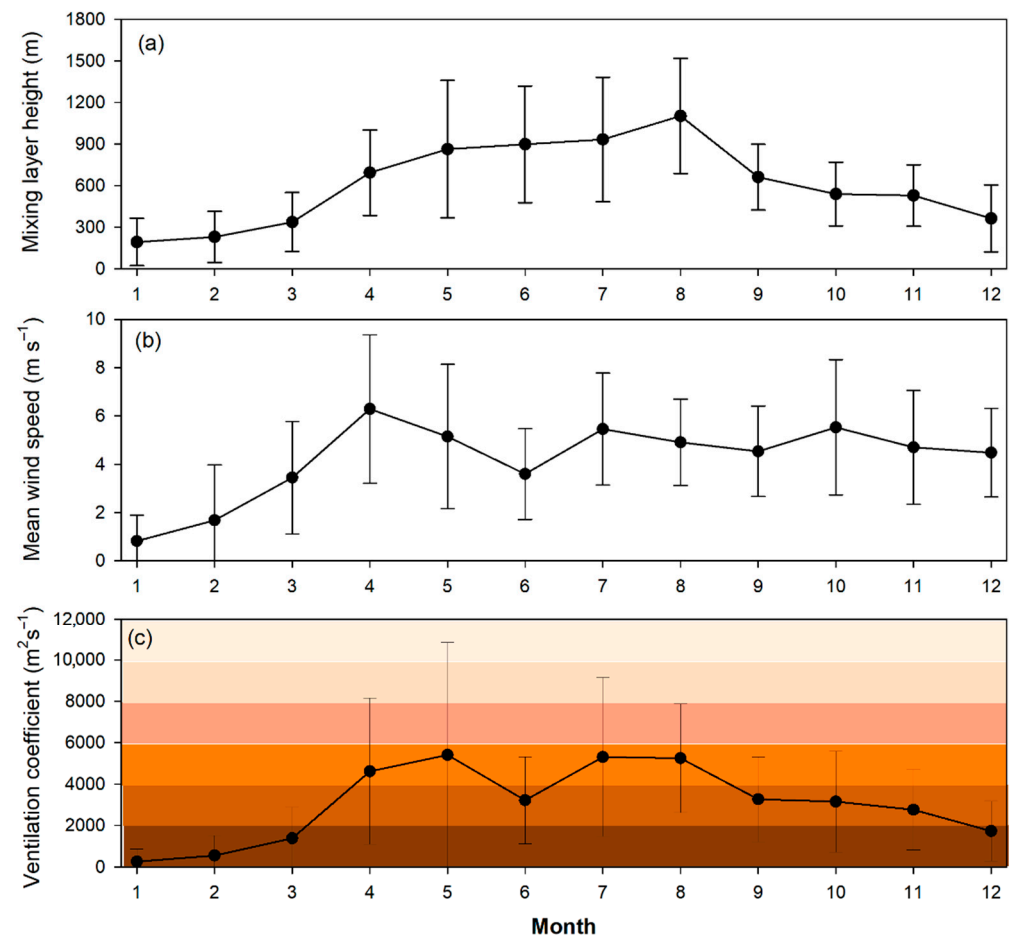 Mixing layer height (m)
(a)
1800
1500
1200
900
600
300
0
1 2 3 4 5 6 7 8 9 10 11 12
Mean wind speed (m s⁻¹)
(b)
10
8
6
4
2
0
1 2 3 4 5 6 7 8 9 10 11 12
Ventilation coefficient (m²s⁻¹)
(c)
12,000
10,000
8000
6000
4000
2000
0
1 2 3 4 5 6 7 8 9 10 11 12
Month